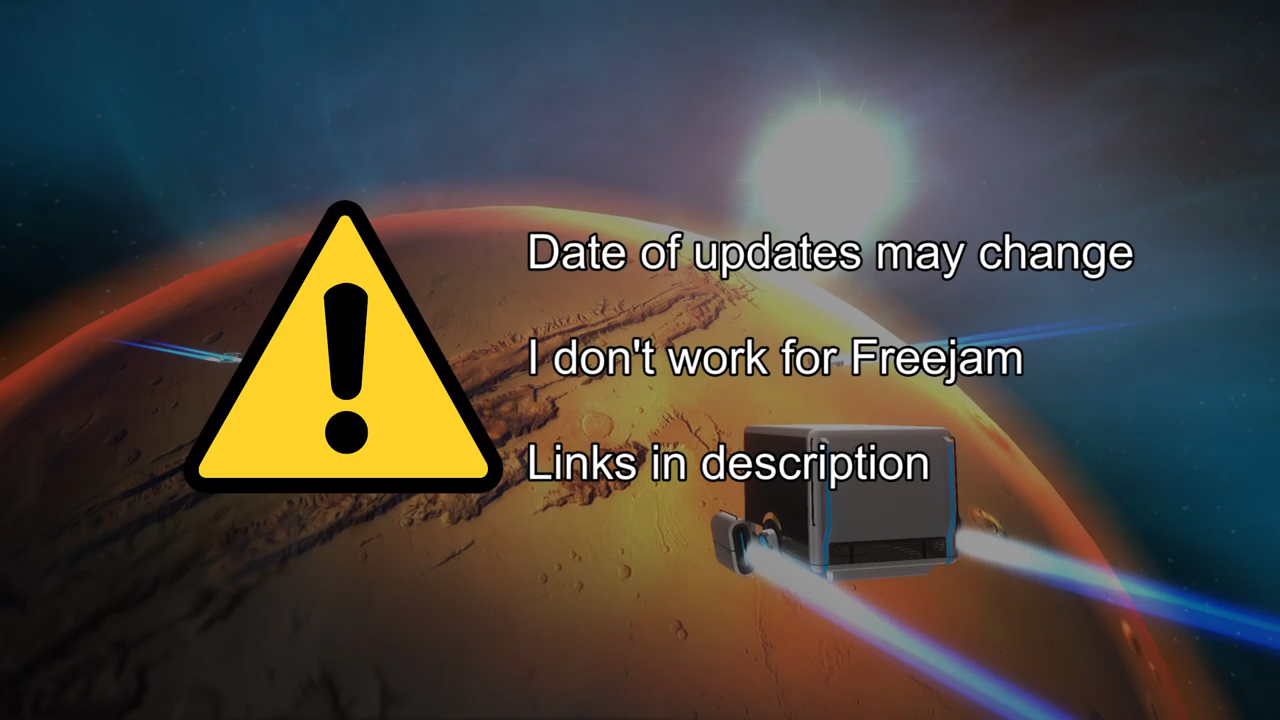 Date of updates may change
I don't work for Freejam
Links in description